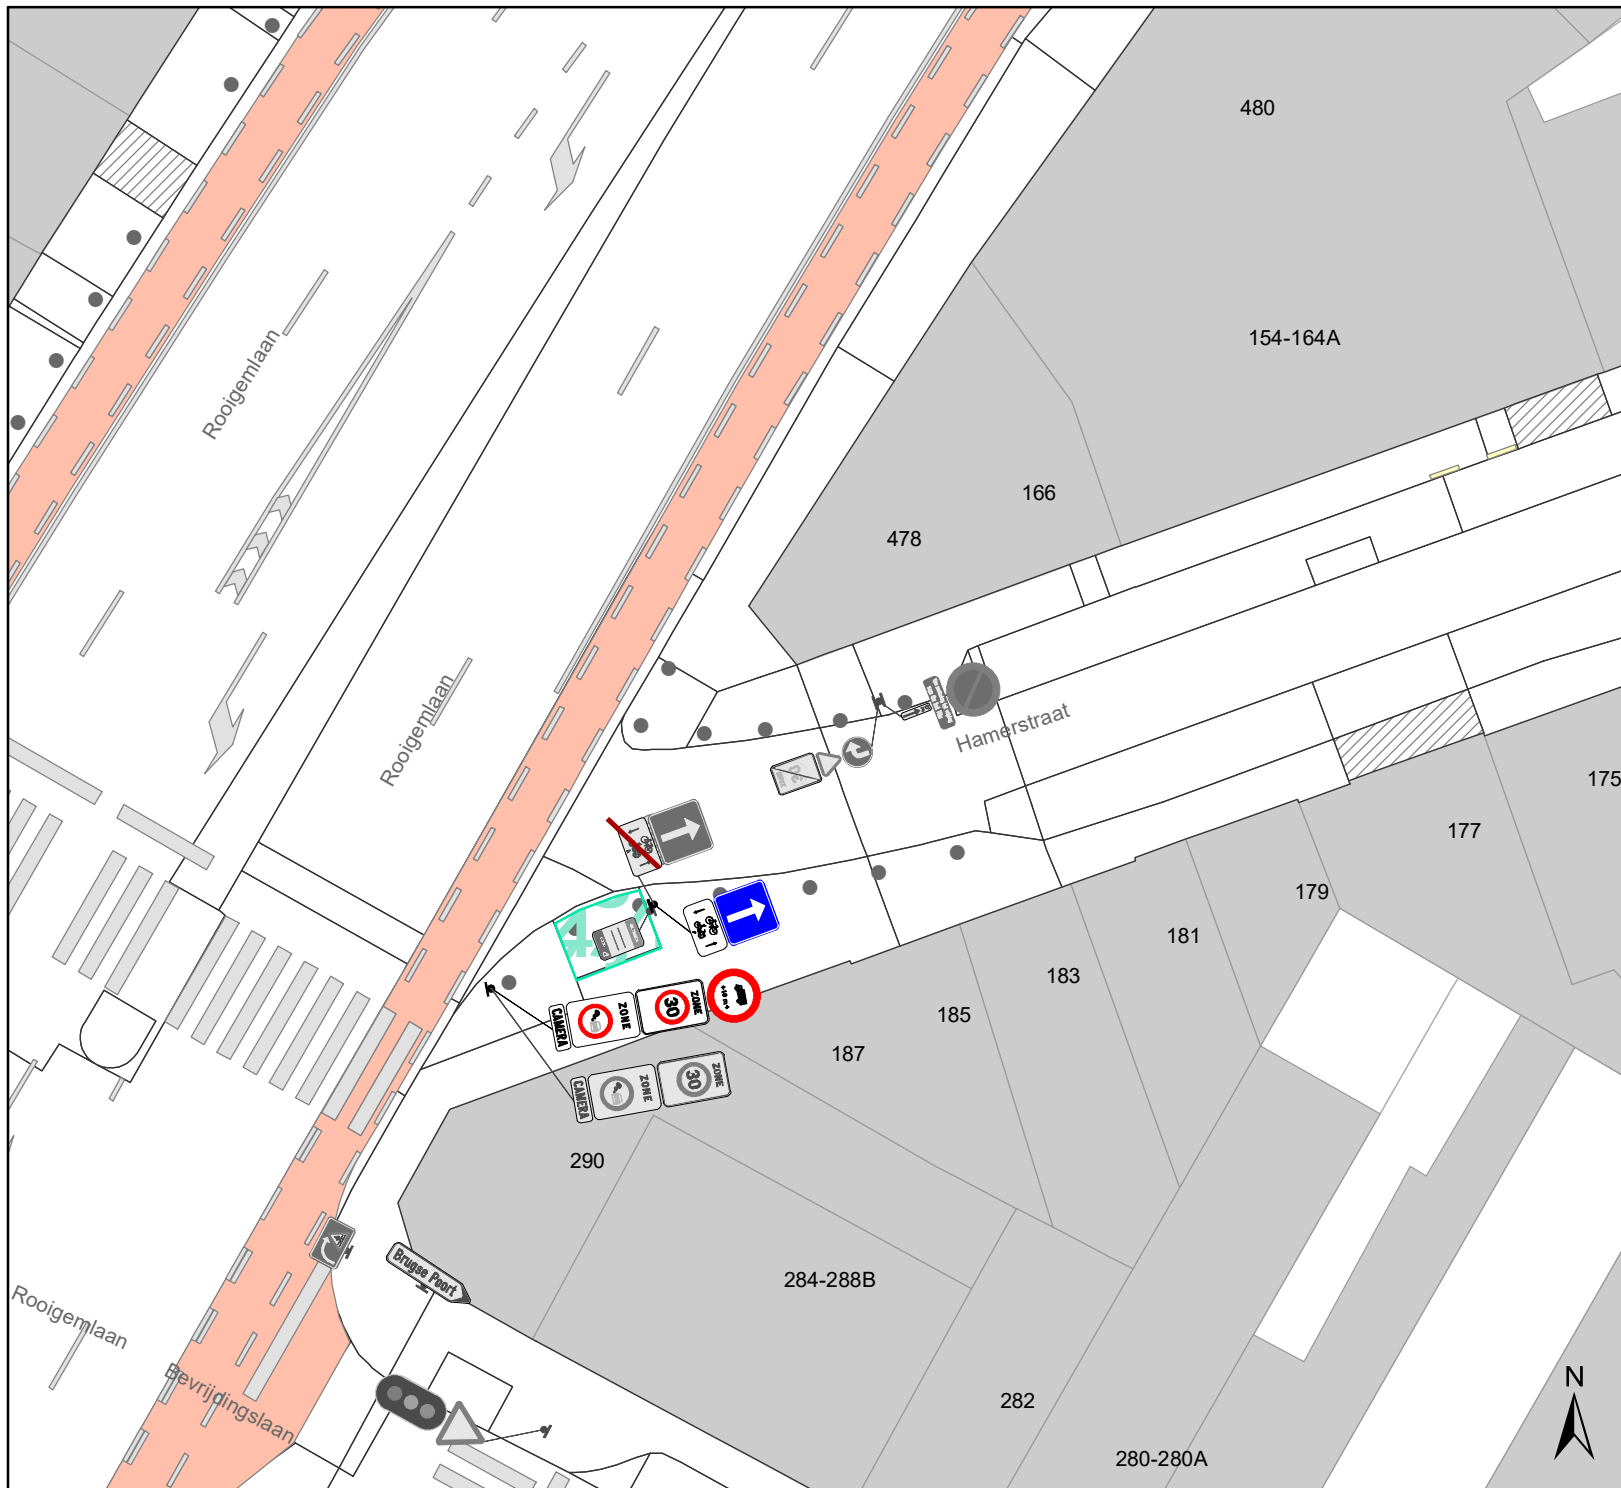 480
154-164A
Rooigemlaan
166
478
Rooigemlaan
Hamerstraat
175
177
179
181
183
185
187
ZONE
30
ZONE
CAMERA
ZONE
30
ZONE
CAMERA
290
Brugse Poort
284-288B
Rooigemlaan
Bevrijdingslaan
282
280-280A
N